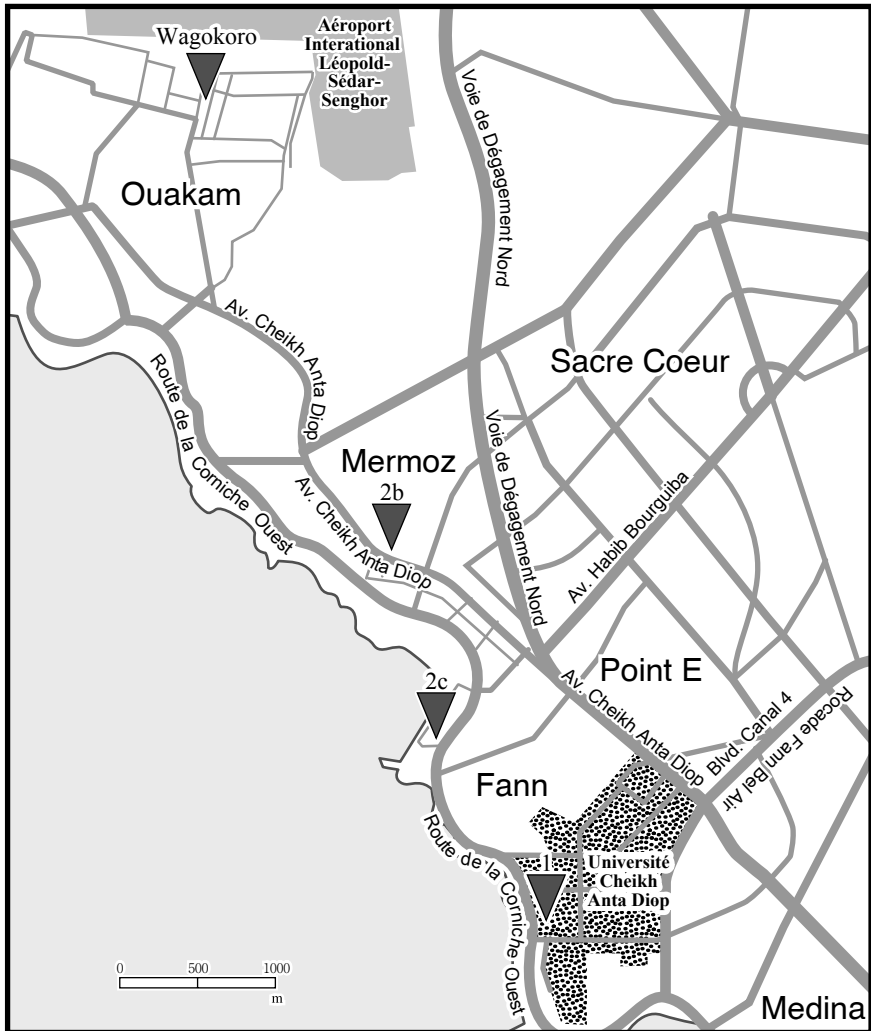 Wagokoro
Aéroport
Interational
Léopold-
Sédar-
Senghor
Voie de Dégagement Nord
Ouakam
Av. Cheikh Anta Diop
Route de la Corniche Ouest
Sacre Coeur
Mermoz
2b
Av. Cheikh Anta Diop
Voie de Dégagement Nord
Av. Habib Bourguiba
Point E
2c
Av. Cheikh Anta Diop
Blvd. Canal 4
Rocade Fann Bel Air
Fann
Route de la Corniche Ouest
1
Université
Cheikh
Anta Diop
0 500 1000
m
Medina